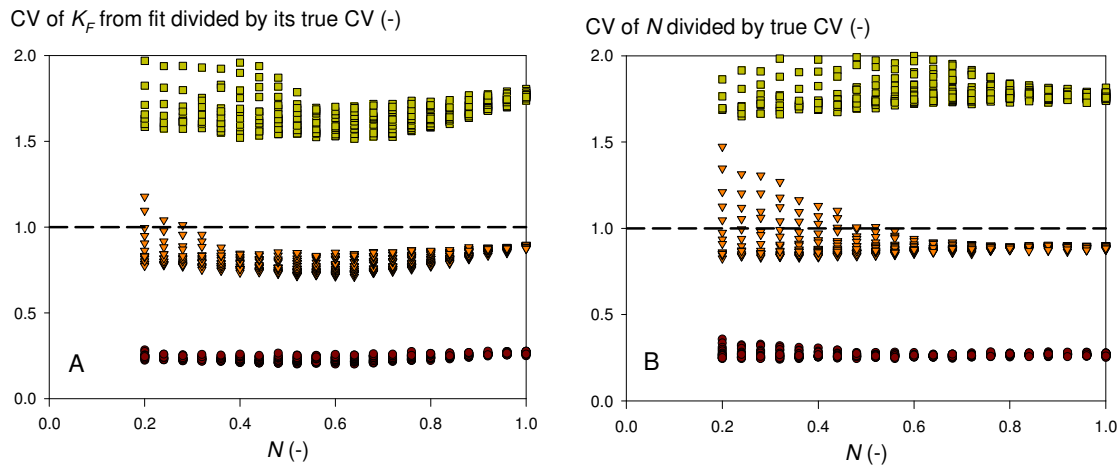 CV of K_F from fit divided by its true CV (-)
2.0
1.5
1.0
0.5
0.0
A
0.0 0.2 0.4 0.6 0.8 1.0
N (-)
CV of N divided by true CV (-)
2.0
1.5
1.0
0.5
0.0
B
0.0 0.2 0.4 0.6 0.8 1.0
N (-)